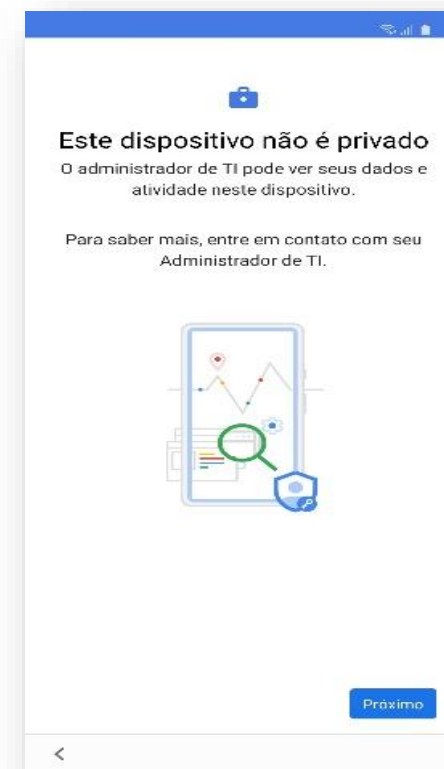 Este dispositivo não é privado
O administrador de TI pode ver seus dados e
atividade neste dispositivo.
Para saber mais, entre em contato com seu
Administrador de TI.
Próximo